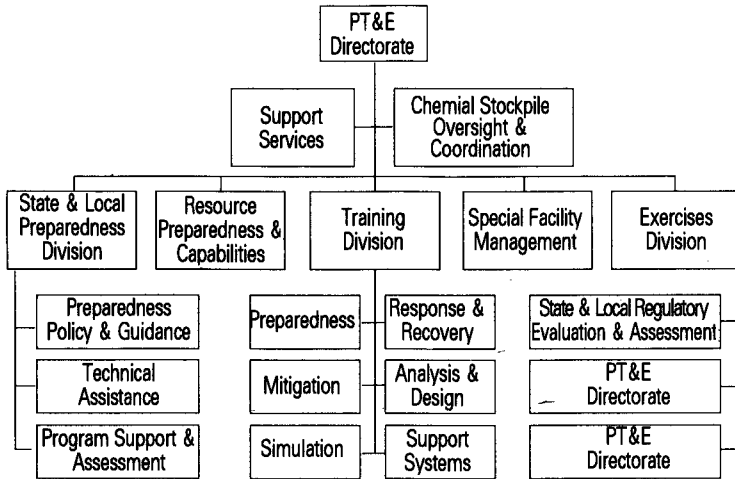 PT&E
Directorate
Support
Services
Chemial Stockpile
Oversight &
Coordination
State & Local
Preparedness
Division
Resource
Preparedness &
Capabilities
Training
Division
Special Facility
Management
Exercises
Division
Preparedness
Policy & Guidance
Technical
Assistance
Program Support &
Assessment
Preparedness
Response &
Recovery
Mitigation
Analysis &
Design
Simulation
Support
Systems
State & Local Regulatory
Evaluation & Assessment
PT&E
Directorate
PT&E
Directorate